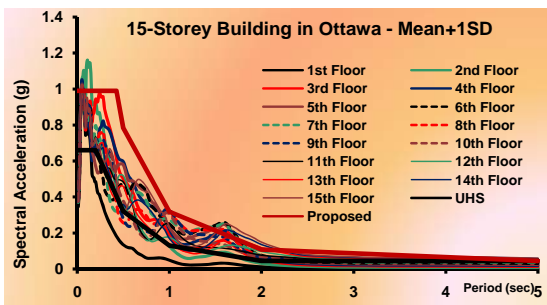 15-Storey Building in Ottawa - Mean+1SD
Spectral Acceleration (g)
1.4
1.2
1
0.8
0.6
0.4
0.2
0
1st Floor 2nd Floor
3rd Floor 4th Floor
5th Floor 6th Floor
7th Floor 8th Floor
9th Floor 10th Floor
11th Floor 12th Floor
13th Floor 14th Floor
15th Floor UHS
Proposed
0 1 2 3 4 5
Period (sec)